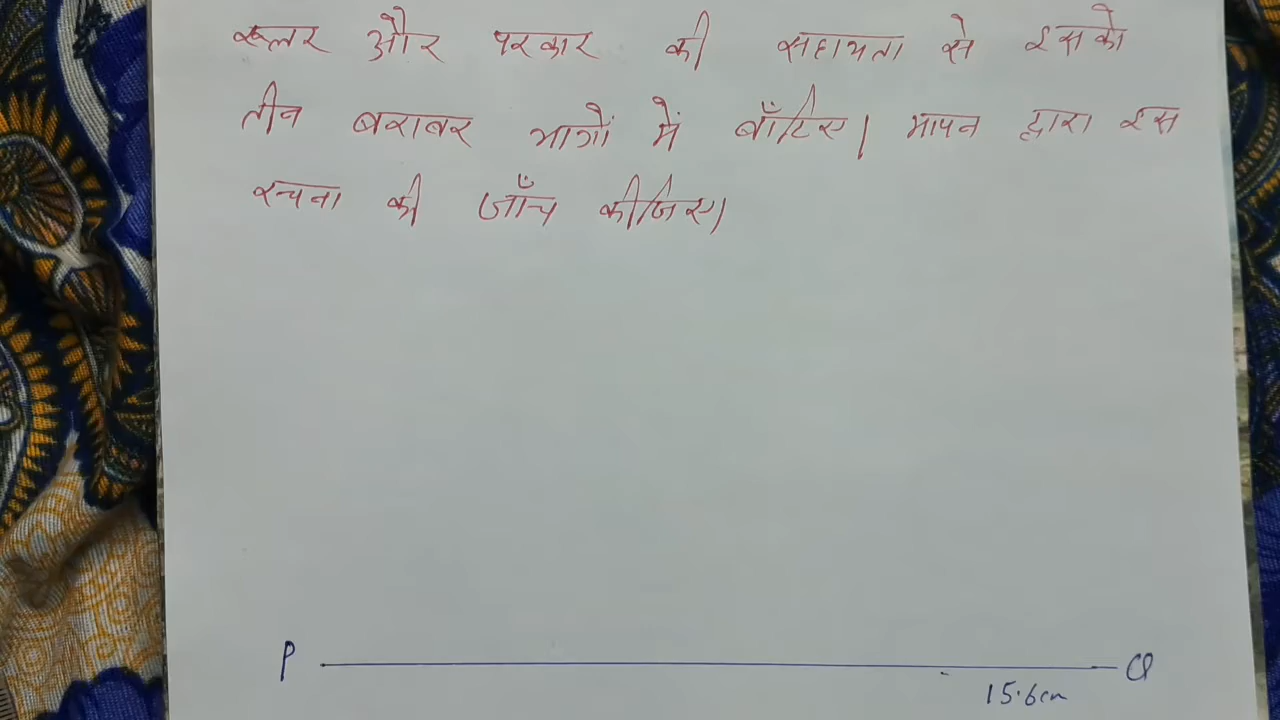 रूलर और परकार की सहायता से इसको
तीन बराबर भागों में बाँटिए। मापन द्वारा इस
रचना की जाँच कीजिए।
P Q
15.6cm